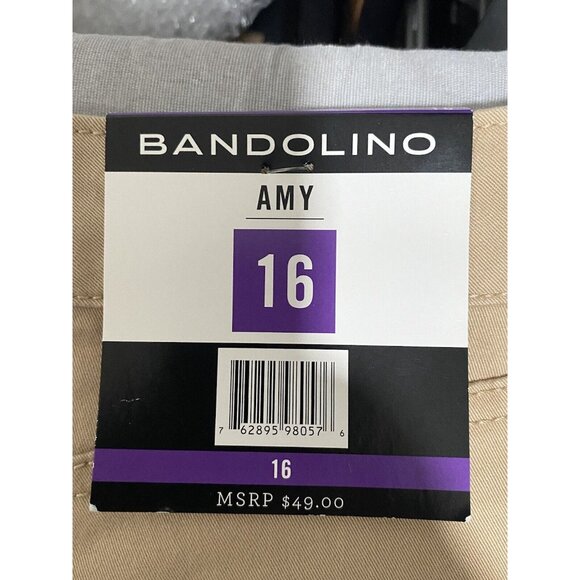 BANDOLINO
AMY
16
7 62895 98057 6
16
MSRP $49.00